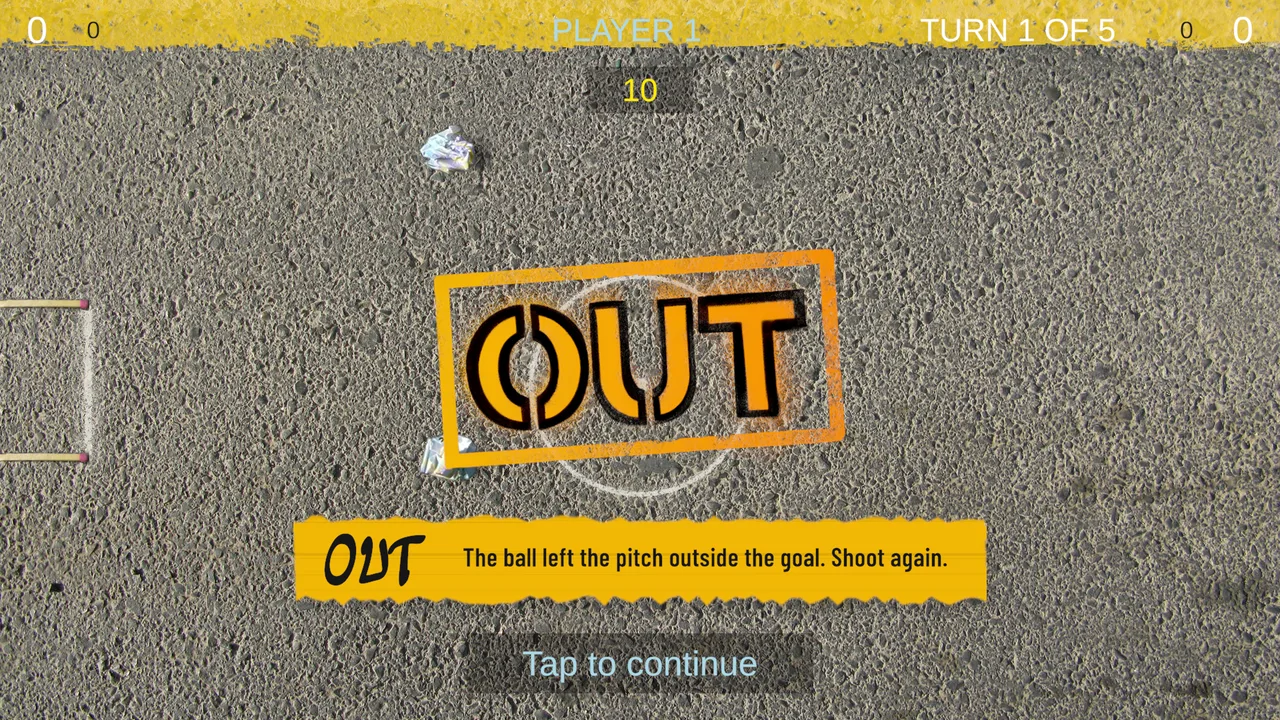 0 0 PLAYER 1 TURN 1 OF 5 0 0
10
OUT
OUT The ball left the pitch outside the goal. Shoot again.
Tap to continue